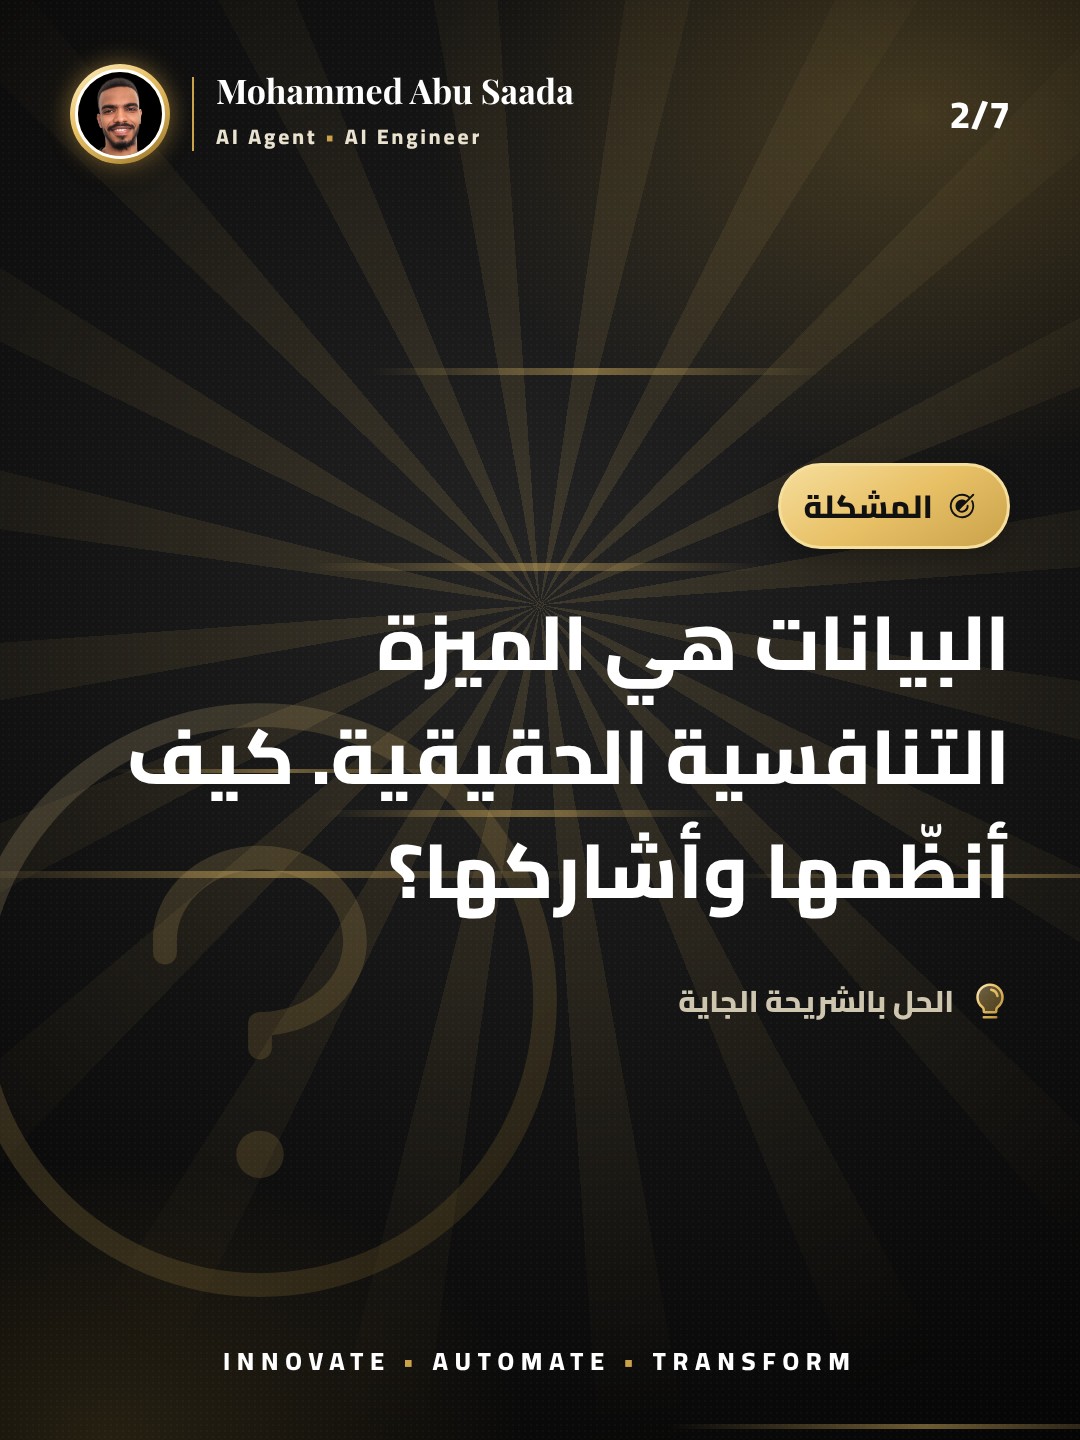 Mohammed Abu Saada
AI Agent ▪ AI Engineer
2/7
المشكلة
البيانات هي الميزة
التنافسية الحقيقية. كيف
أنظّمها وأشاركها؟
الحل بالشريحة الجاية
INNOVATE ▪ AUTOMATE ▪ TRANSFORM